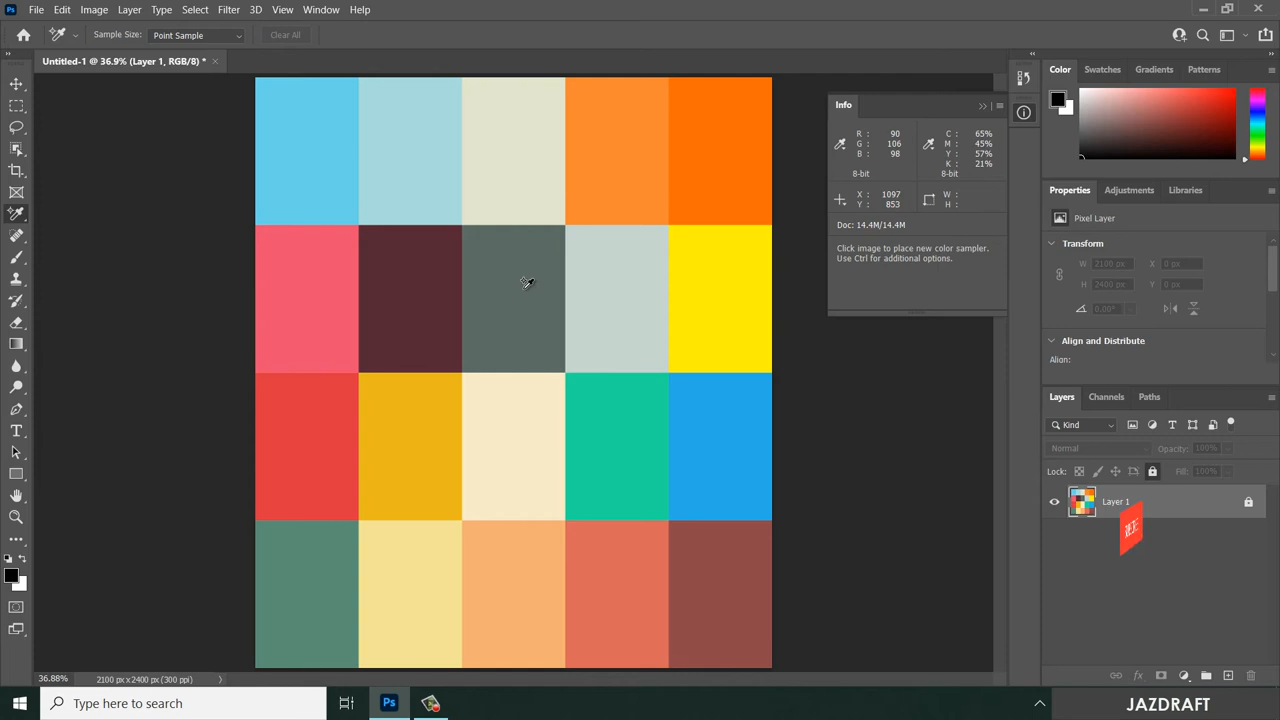 Ps File Edit Image Layer Type Select Filter 3D View Window Help
Sample Size: Point Sample Clear All
Untitled-1 @ 36.9% (Layer 1, RGB/8) *
Info
R : 90
G : 106
B : 98
8-bit
C : 65%
M : 45%
Y : 57%
K : 21%
8-bit
X : 1097
Y : 853
W :
H :
Doc: 14.4M/14.4M
Click image to place new color sampler.
Use Ctrl for additional options.
Color Swatches Gradients Patterns
Properties Adjustments Libraries
Pixel Layer
Transform
W 2100 px X 0 px
H 2400 px Y 0 px
0.00°
Align and Distribute
Align:
Layers Channels Paths
Kind
Normal Opacity: 100%
Lock: Fill: 100%
Layer 1
36.88% 2100 px x 2400 px (300 ppi)
Type here to search
Ps
JAZDRAFT